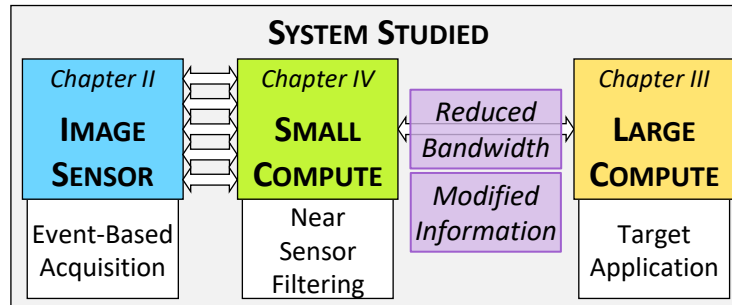 SYSTEM STUDIED
Chapter II
IMAGE
SENSOR
Event-Based
Acquisition
Chapter IV
SMALL
COMPUTE
Near
Sensor
Filtering
Reduced
Bandwidth
Modified
Information
Chapter III
LARGE
COMPUTE
Target
Application